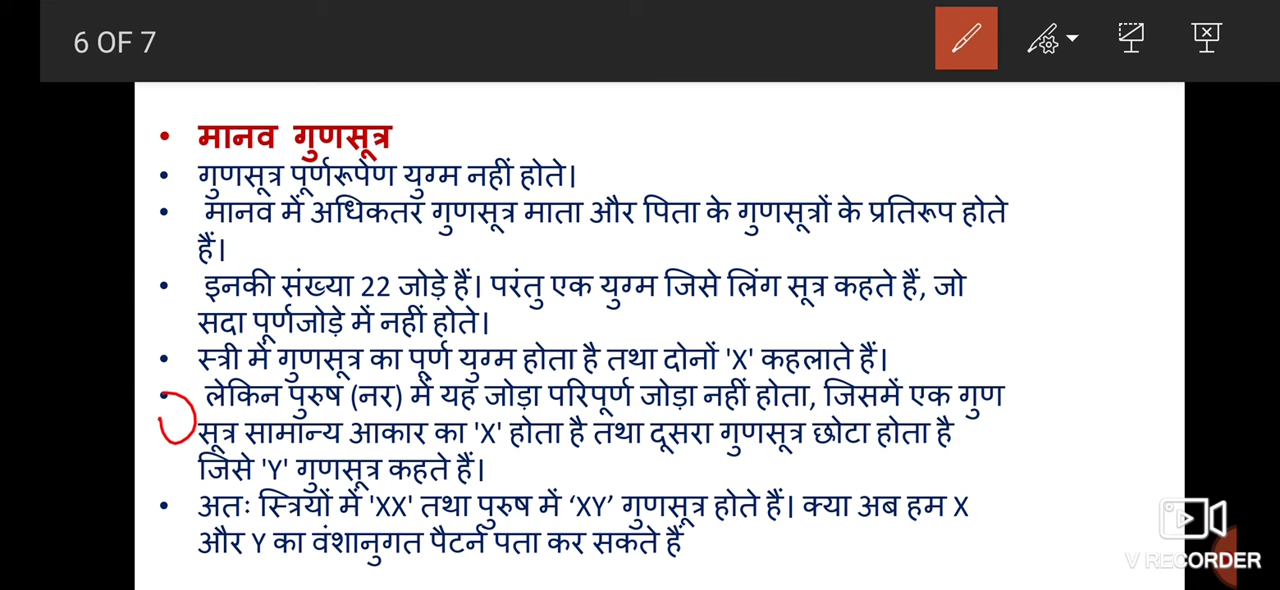 6 OF 7
• मानव गुणसूत्र
• गुणसूत्र पूर्णरूपेण युग्म नहीं होते।
• मानव में अधिकतर गुणसूत्र माता और पिता के गुणसूत्रों के प्रतिरूप होते
हैं।
• इनकी संख्या 22 जोड़े हैं। परंतु एक युग्म जिसे लिंग सूत्र कहते हैं, जो
सदा पूर्णजोड़े में नहीं होते।
• स्त्री में गुणसूत्र का पूर्ण युग्म होता है तथा दोनों 'X' कहलाते हैं।
• लेकिन पुरुष (नर) में यह जोड़ा परिपूर्ण जोड़ा नहीं होता, जिसमें एक गुण
सूत्र सामान्य आकार का 'X' होता है तथा दूसरा गुणसूत्र छोटा होता है
जिसे 'Y' गुणसूत्र कहते हैं।
• अतः स्त्रियों में 'XX' तथा पुरुष में ‘XY’ गुणसूत्र होते हैं। क्या अब हम X
और Y का वंशानुगत पैटर्न पता कर सकते हैं
V RECORDER